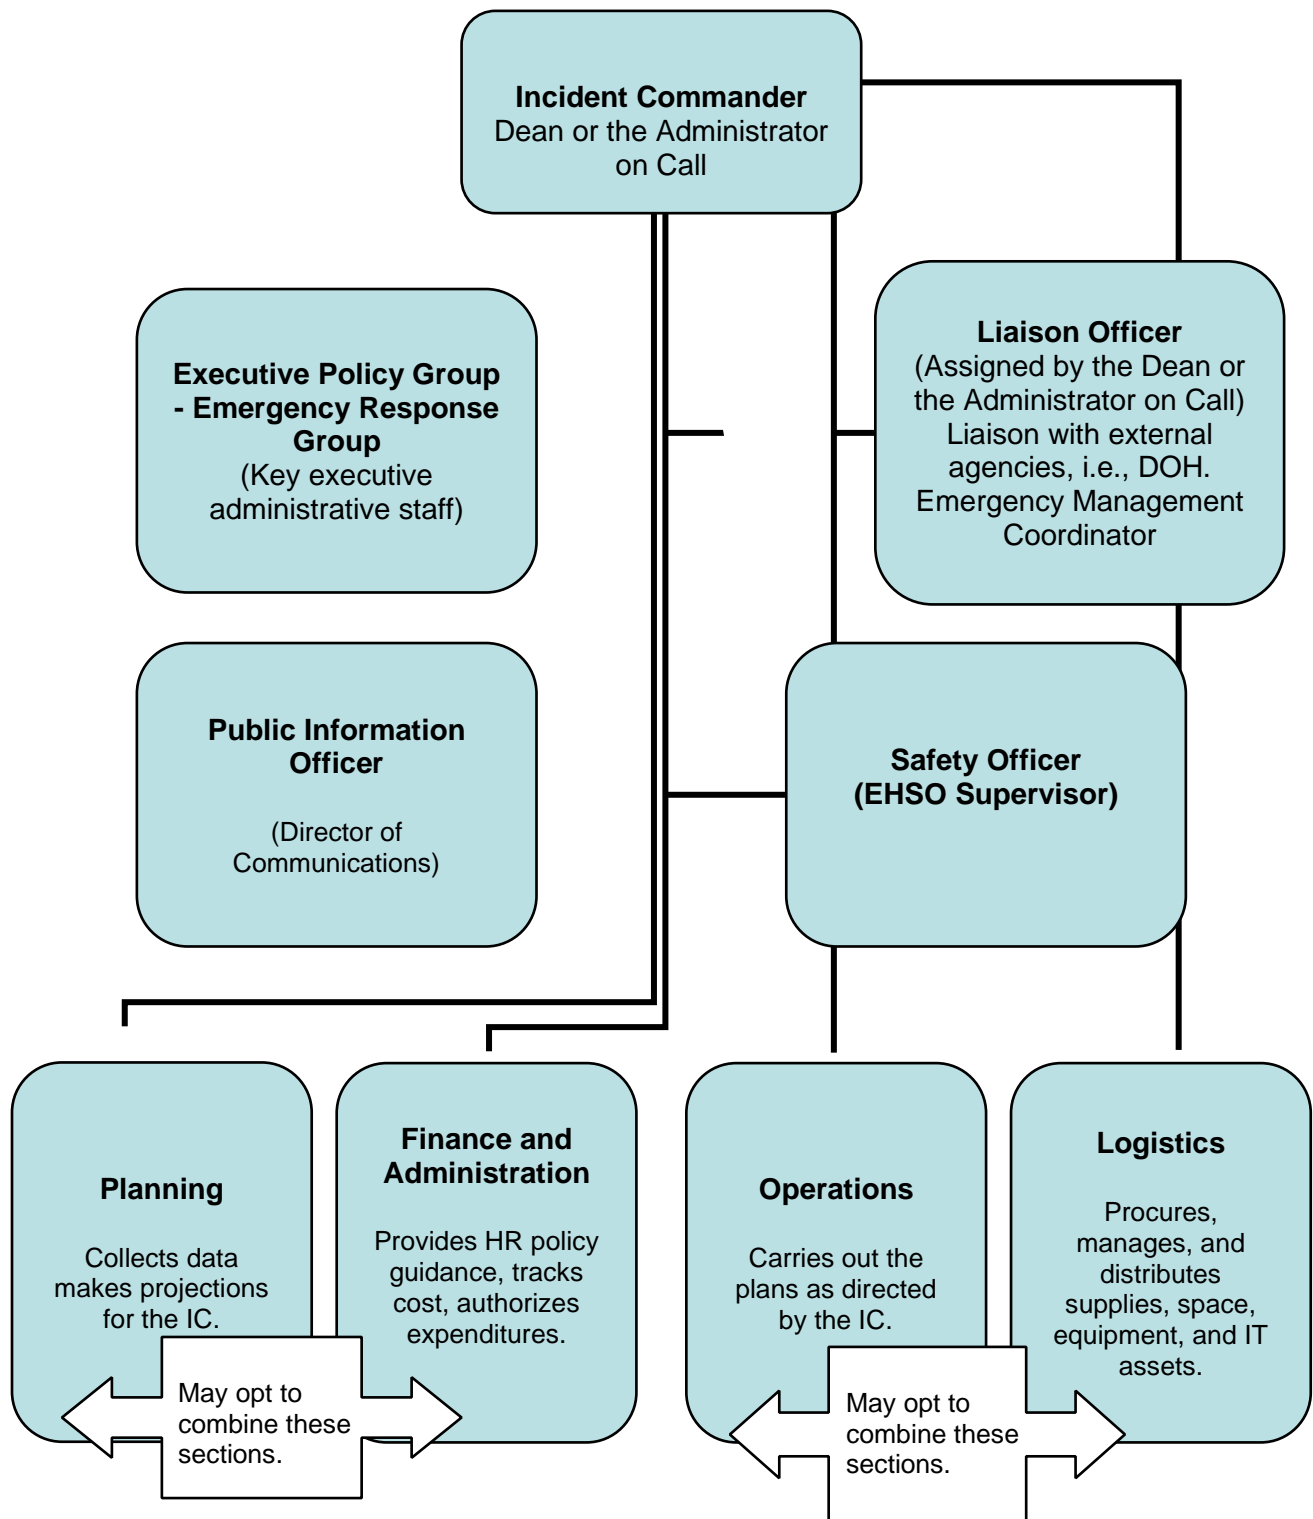 Incident Commander
Dean or the Administrator
on Call
Executive Policy Group
- Emergency Response
Group
(Key executive
administrative staff)
Liaison Officer
(Assigned by the Dean or
the Administrator on Call)
Liaison with external
agencies, i.e., DOH.
Emergency Management
Coordinator
Public Information
Officer
(Director of
Communications)
Safety Officer
(EHSO Supervisor)
Planning
Collects data
makes projections
for the IC.
Finance and
Administration
Provides HR policy
guidance, tracks
cost, authorizes
expenditures.
May opt to
combine these
sections.
Operations
Carries out the
plans as directed
by the IC.
Logistics
Procures,
manages, and
distributes
supplies, space,
equipment, and IT
assets.
May opt to
combine these
sections.